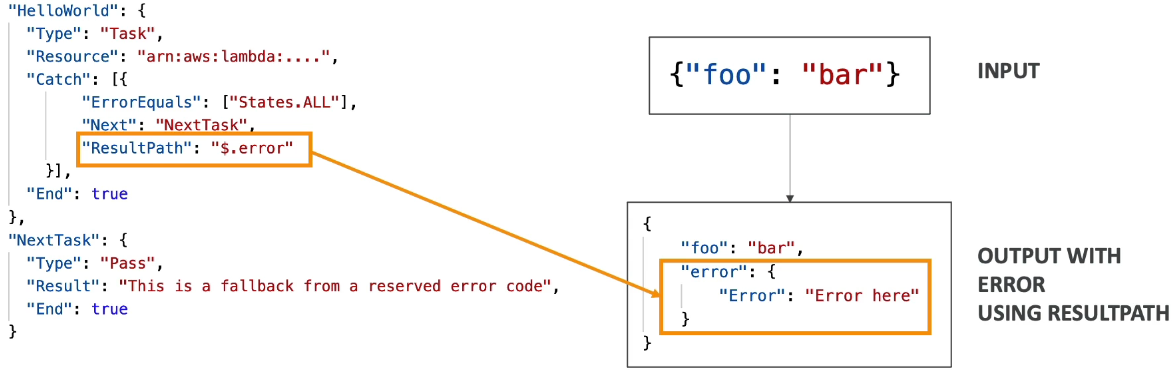 "HelloWorld": {
"Type": "Task",
"Resource": "arn:aws:lambda:....",
"Catch": [{
"ErrorEquals": ["States.ALL"],
"Next": "NextTask",
"ResultPath": "$.error"
}],
"End": true
},
"NextTask": {
"Type": "Pass",
"Result": "This is a fallback from a reserved error code",
"End": true
}
{"foo": "bar"}
INPUT
{
"foo": "bar",
"error": {
"Error": "Error here"
}
}
OUTPUT WITH
ERROR
USING RESULTPATH